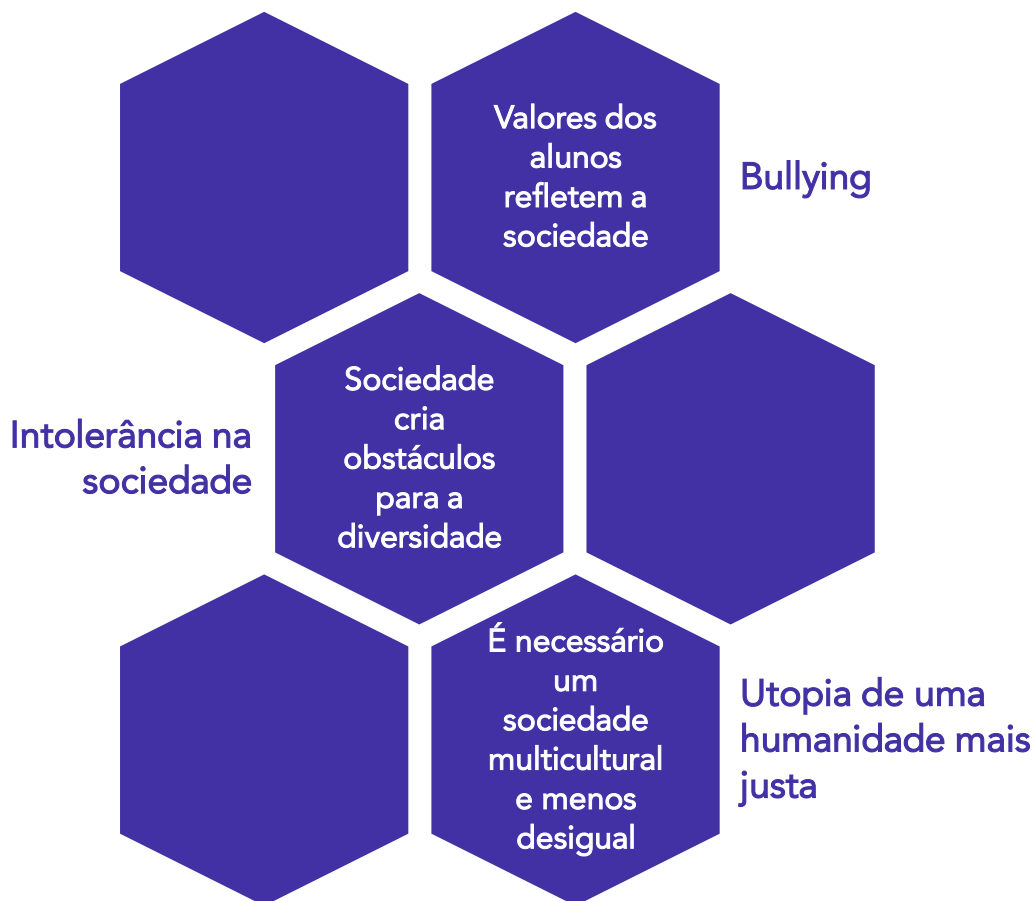 Valores dos
alunos
refletem a
sociedade
Bullying
Intolerância na
sociedade
Sociedade
cria
obstáculos
para a
diversidade
É necessário
um
sociedade
multicultural
e menos
desigual
Utopia de uma
humanidade mais
justa